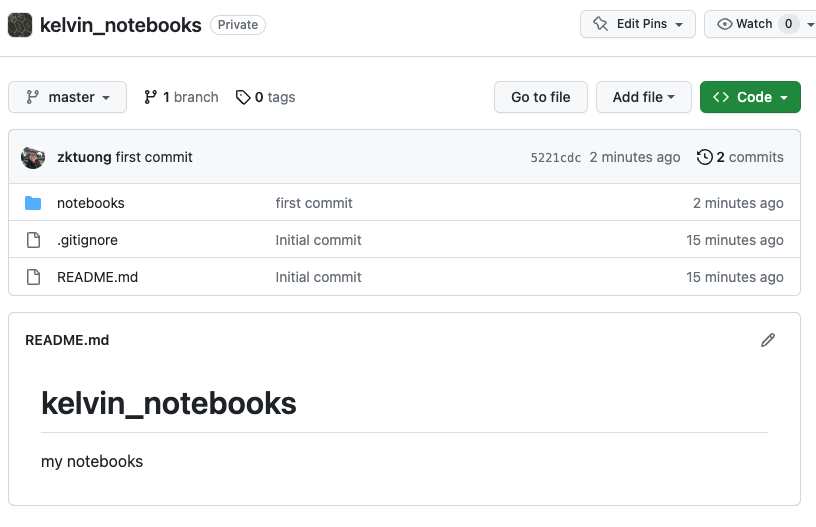 kelvin_notebooks Private Edit Pins Watch 0
master 1 branch 0 tags Go to file Add file Code
zktuong first commit 5221cdc 2 minutes ago 2 commits
notebooks first commit 2 minutes ago
.gitignore Initial commit 15 minutes ago
README.md Initial commit 15 minutes ago
README.md
kelvin_notebooks
my notebooks